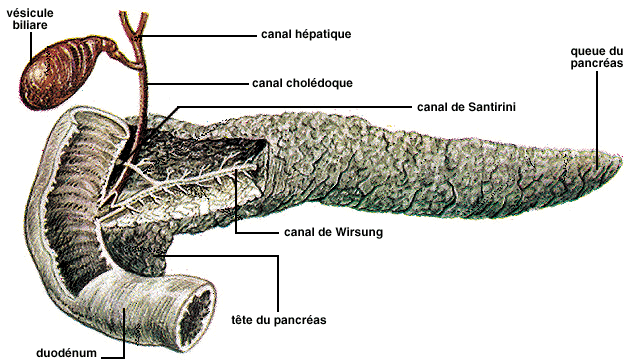 vésicule
biliare
canal hépatique
queue du
pancréas
canal cholédoque
canal de Santirini
canal de Wirsung
tête du pancréas
duodénum